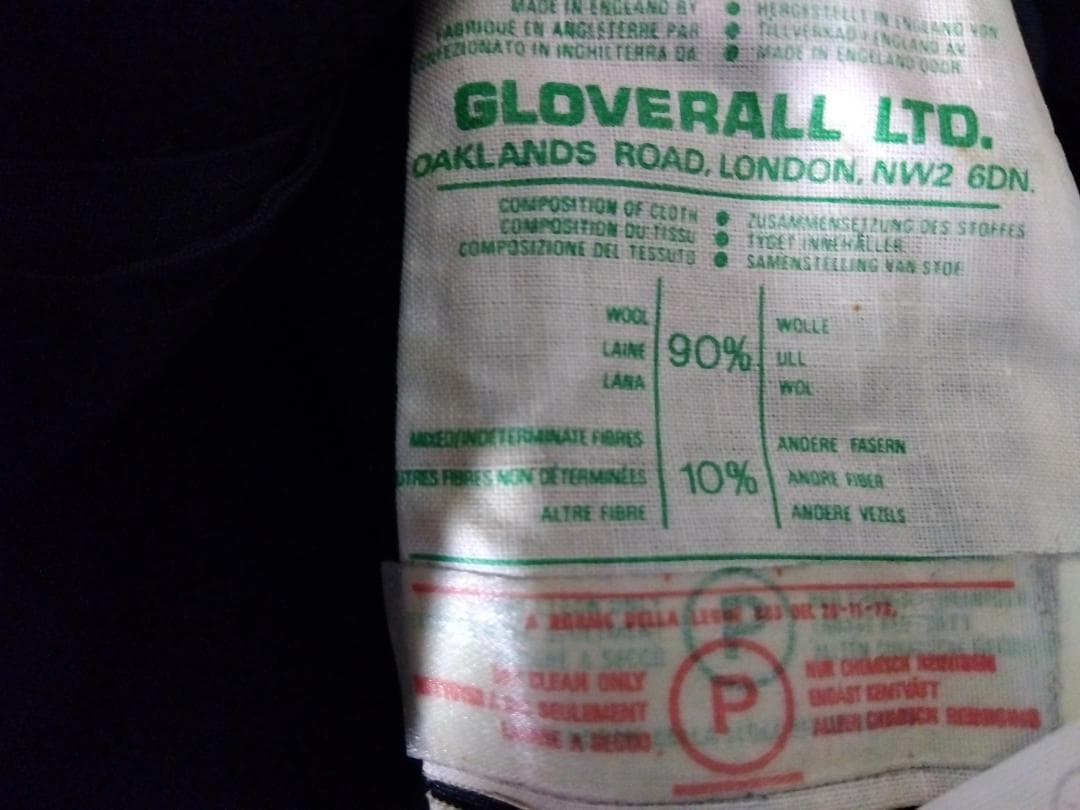 MADE IN ENGLAND BY ● HERGESTELLT IN ENGLAND VON
FABRIQUE EN ANGLETERRE PAR ● TILLVERKAD I ENGLAND AV
INGHILTERRA DA ● MADE IN ENGELAND DOOR
GLOVERALL LTD.
OAKLANDS ROAD, LONDON, NW2 6DN.
COMPOSITION OF CLOTH ● ZUSAMMENSETZUNG DES STOFFES
COMPOSITION DU TISSU ● TYGET INNEHÅLLER
COMPOSIZIONE DEL TESSUTO ● SAMENSTELLING VAN STOF
WOOL WOLLE
LAINE 90% ULL
LANA WOL
MIXED/INDETERMINATE FIBRES ANDERE FASERN
FIBRES NON DÉTERMINÉES 10% ANDRE FIBER
ALTRE FIBRE ANDERE VEZELS
A NORMA DELLA LEGGE DEL 26-11-73.
P
CLEAN ONLY NUR CHEMISCH REINIGEN
SEULEMENT P ENDAST KEMTVÄTT
A SECCO ALLEEN CHEMISCH REINIGEN